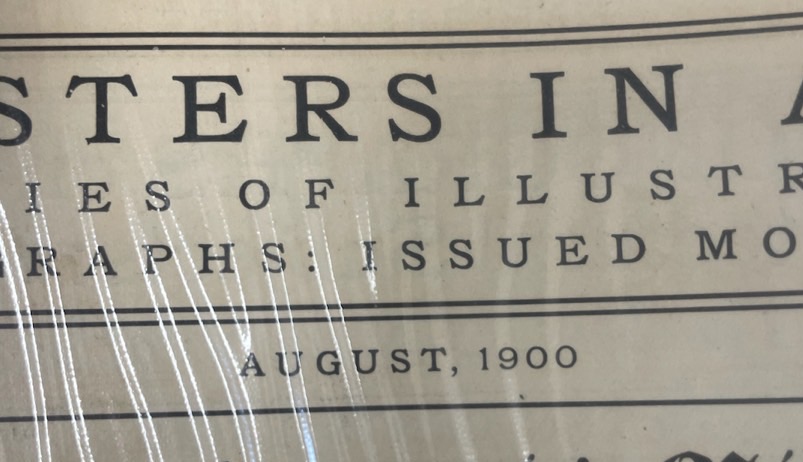 STERS IN A
IES OF ILLUSTR
RAPHS: ISSUED MO
AUGUST, 1900